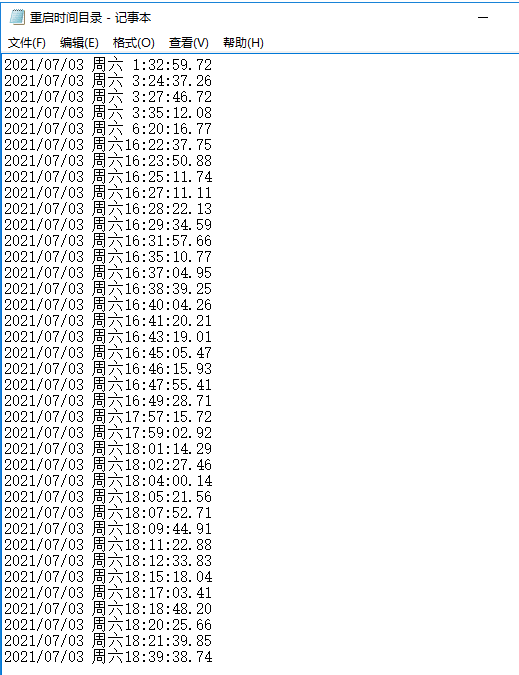 重启时间目录 - 记事本
文件(F) 编辑(E) 格式(O) 查看(V) 帮助(H)
2021/07/03 周六 1:32:59.72
2021/07/03 周六 3:24:37.26
2021/07/03 周六 3:27:46.72
2021/07/03 周六 3:35:12.08
2021/07/03 周六 6:20:16.77
2021/07/03 周六16:22:37.75
2021/07/03 周六16:23:50.88
2021/07/03 周六16:25:11.74
2021/07/03 周六16:27:11.11
2021/07/03 周六16:28:22.13
2021/07/03 周六16:29:34.59
2021/07/03 周六16:31:57.66
2021/07/03 周六16:35:10.77
2021/07/03 周六16:37:04.95
2021/07/03 周六16:38:39.25
2021/07/03 周六16:40:04.26
2021/07/03 周六16:41:20.21
2021/07/03 周六16:43:19.01
2021/07/03 周六16:45:05.47
2021/07/03 周六16:46:15.93
2021/07/03 周六16:47:55.41
2021/07/03 周六16:49:28.71
2021/07/03 周六17:57:15.72
2021/07/03 周六17:59:02.92
2021/07/03 周六18:01:14.29
2021/07/03 周六18:02:27.46
2021/07/03 周六18:04:00.14
2021/07/03 周六18:05:21.56
2021/07/03 周六18:07:52.71
2021/07/03 周六18:09:44.91
2021/07/03 周六18:11:22.88
2021/07/03 周六18:12:33.83
2021/07/03 周六18:15:18.04
2021/07/03 周六18:17:03.41
2021/07/03 周六18:18:48.20
2021/07/03 周六18:20:25.66
2021/07/03 周六18:21:39.85
2021/07/03 周六18:39:38.74